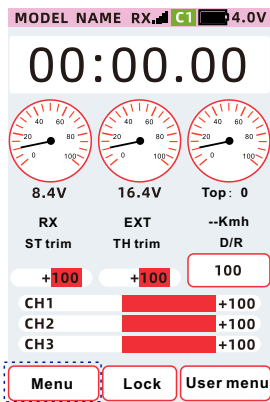 MODEL NAME RX C1 4.0V
00:00.00
0 20 40 60 80 100 0 20 40 60 80 100 0 20 40 60 80 100
8.4V 16.4V Top: 0
RX EXT --Kmh
ST trim TH trim D/R
+100 +100 100
CH1 +100
CH2 +100
CH3 +100
Menu Lock User menu